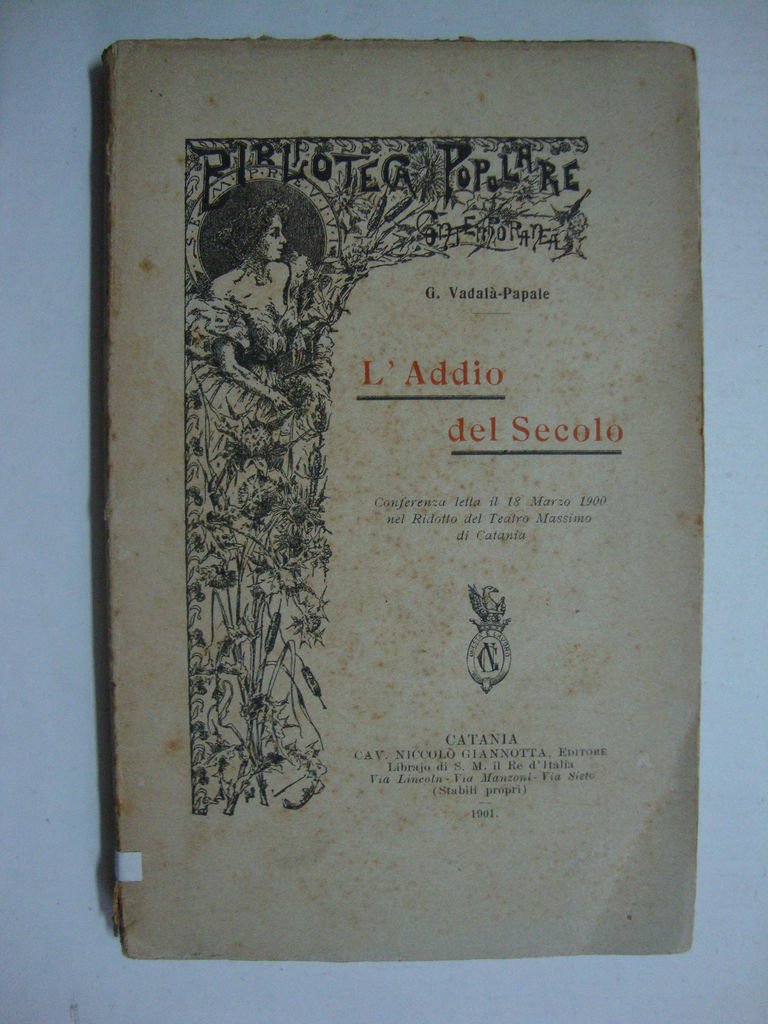 BIBLIOTECA POPOLARE
CONTEMPORANEA
SEMPRE
G. Vadalà-Papale
L' Addio
del Secolo
Conferenza letta il 18 Marzo 1900
nel Ridotto del Teatro Massimo
di Catania
CATANIA
CAV. NICCOLÒ GIANNOTTA, EDITORE
Librajo di S. M. il Re d'Italia
Via Lincoln - Via Manzoni - Via Sisto
(Stabili propri)
1901.